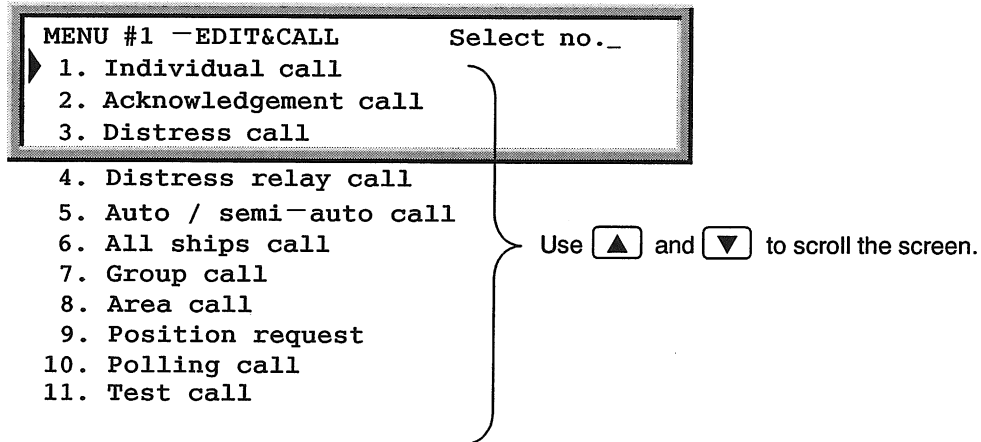 MENU #1 —EDIT&CALL Select no._
1. Individual call
2. Acknowledgement call
3. Distress call
4. Distress relay call
5. Auto / semi—auto call
6. All ships call
Use ▲ and ▼ to scroll the screen.
7. Group call
8. Area call
9. Position request
10. Polling call
11. Test call